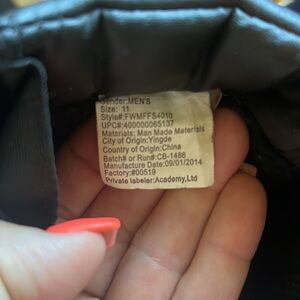 Gender:MEN'S
Size: 11
Style#:FWMFFS4010
UPC#:400000065137
Materials: Man Made Materials
City of Origin:Yingde
Country of Origin:China
Batch# or Run#:CB-1486
Manufacture Date:09/01/2014
Factory:#00519
Private labeler:Academy,Ltd